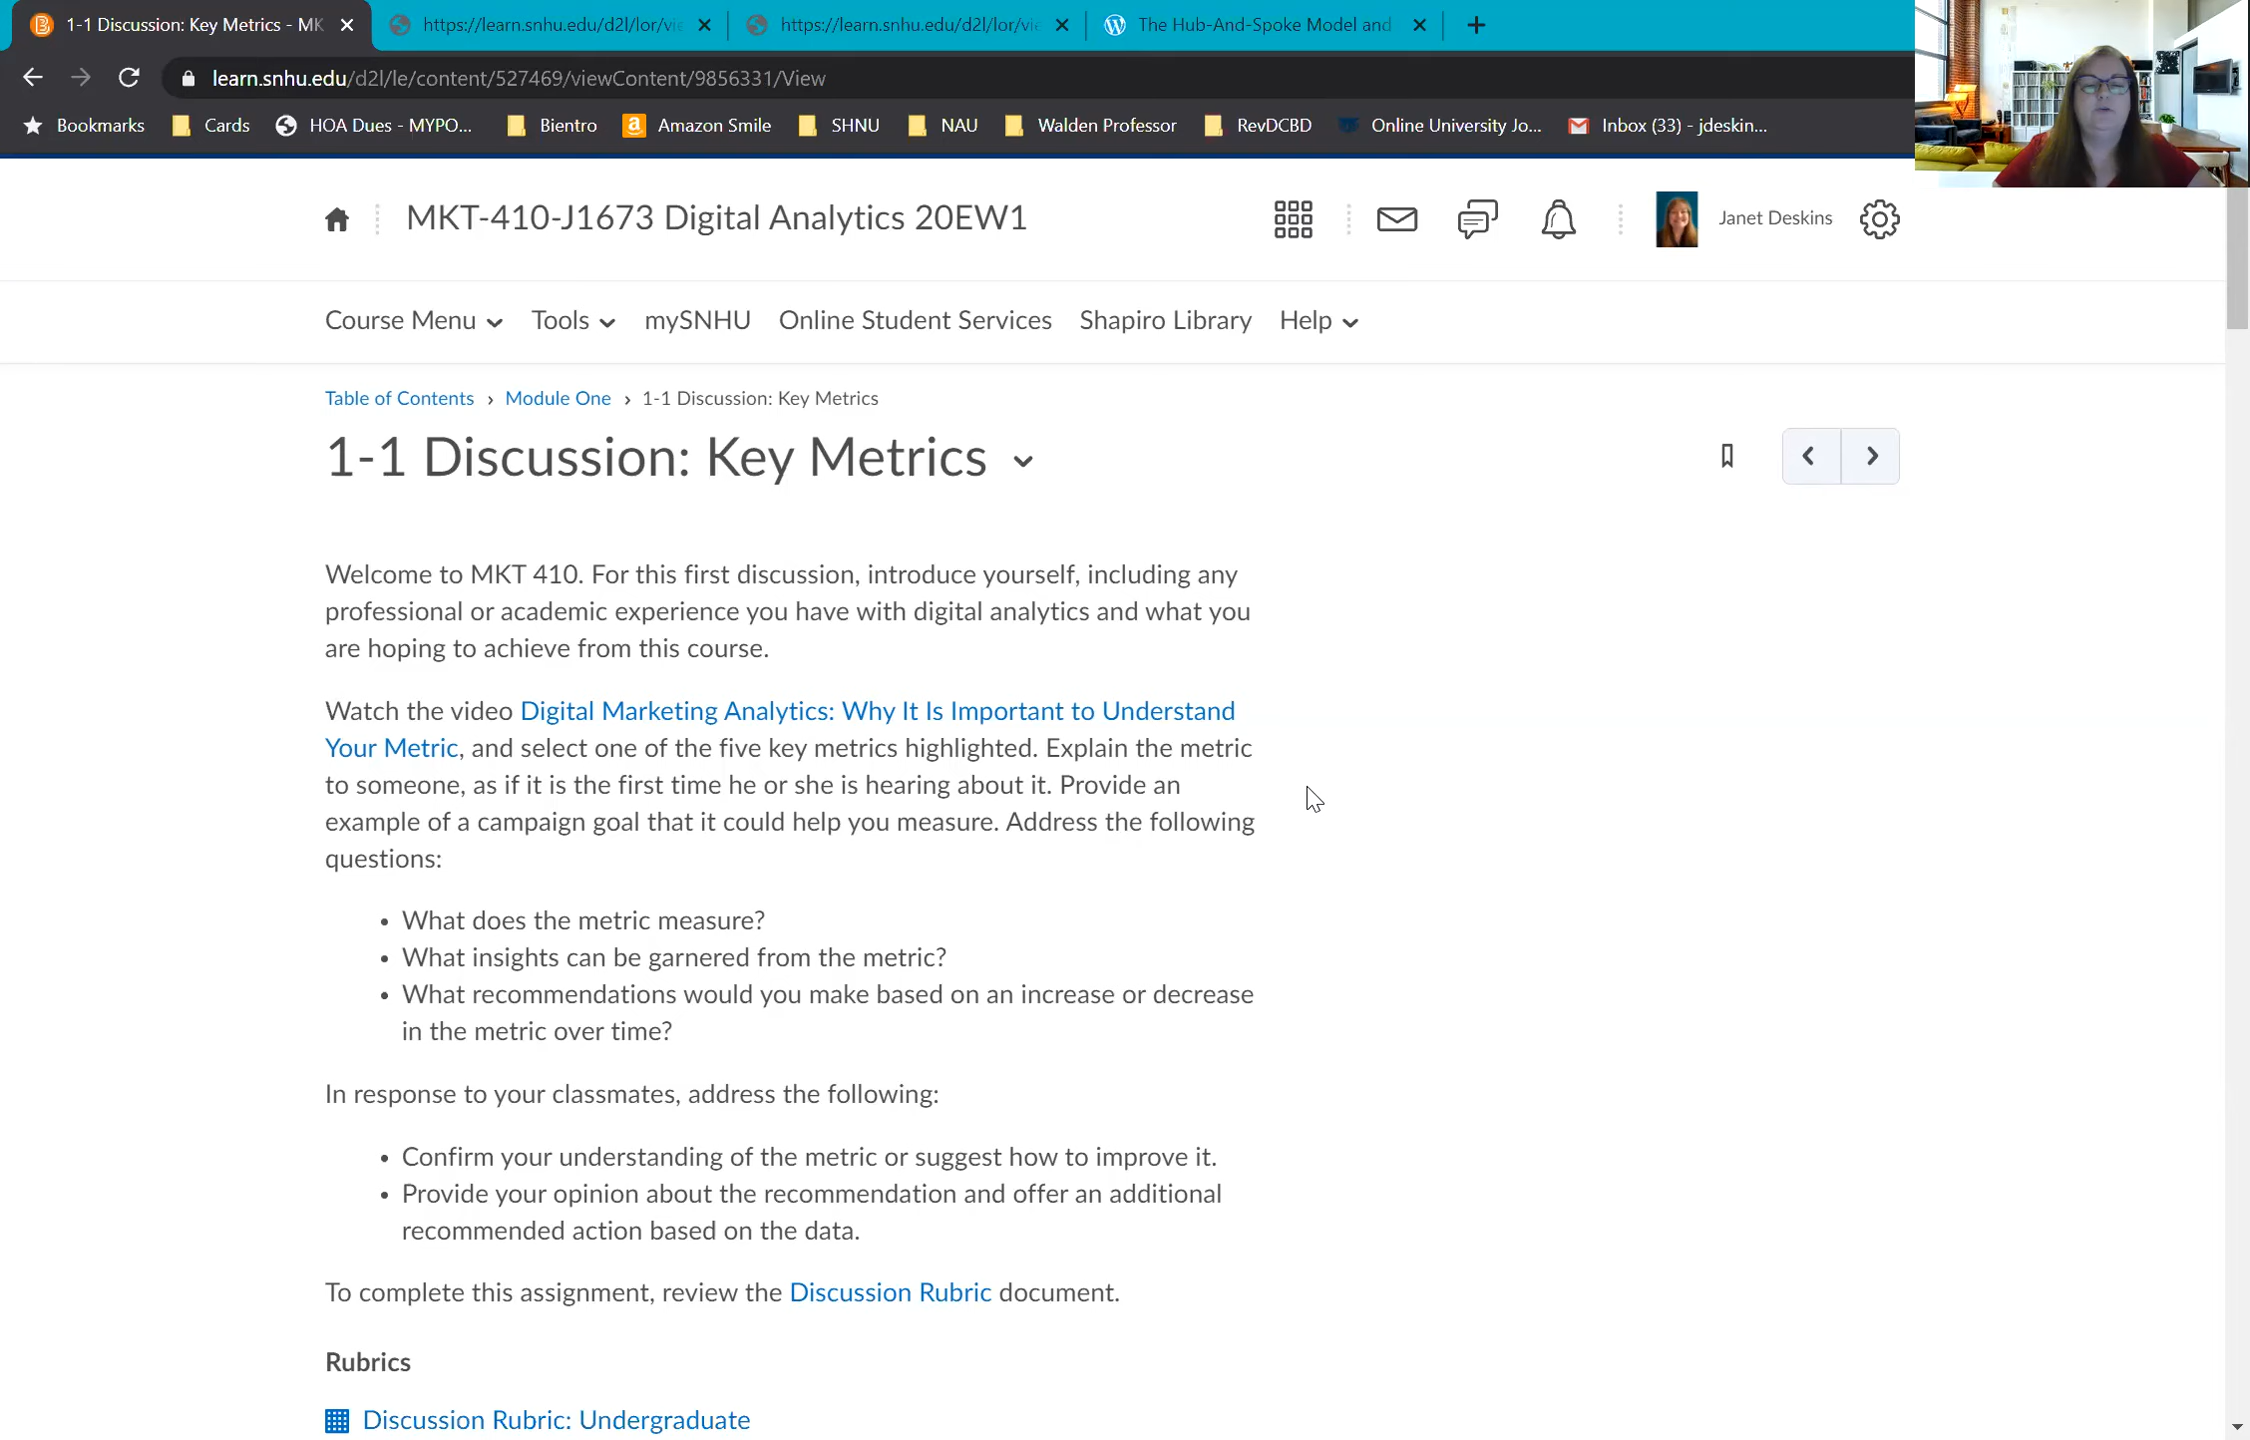 1-1 Discussion: Key Metrics - MK
https://learn.snhu.edu/d2l/lor/vie
https://learn.snhu.edu/d2l/lor/vie
The Hub-And-Spoke Model and
learn.snhu.edu/d2l/le/content/527469/viewContent/9856331/View
Bookmarks
Cards
HOA Dues - MYPO...
Bientro
Amazon Smile
SHNU
NAU
Walden Professor
RevDCBD
Online University Jo...
Inbox (33) - jdeskin...
MKT-410-J1673 Digital Analytics 20EW1
Janet Deskins
Course Menu
Tools
mySNHU
Online Student Services
Shapiro Library
Help
Table of Contents › Module One › 1-1 Discussion: Key Metrics
1-1 Discussion: Key Metrics
Welcome to MKT 410. For this first discussion, introduce yourself, including any
professional or academic experience you have with digital analytics and what you
are hoping to achieve from this course.
Watch the video Digital Marketing Analytics: Why It Is Important to Understand
Your Metric, and select one of the five key metrics highlighted. Explain the metric
to someone, as if it is the first time he or she is hearing about it. Provide an
example of a campaign goal that it could help you measure. Address the following
questions:
• What does the metric measure?
• What insights can be garnered from the metric?
• What recommendations would you make based on an increase or decrease
in the metric over time?
In response to your classmates, address the following:
• Confirm your understanding of the metric or suggest how to improve it.
• Provide your opinion about the recommendation and offer an additional
recommended action based on the data.
To complete this assignment, review the Discussion Rubric document.
Rubrics
Discussion Rubric: Undergraduate